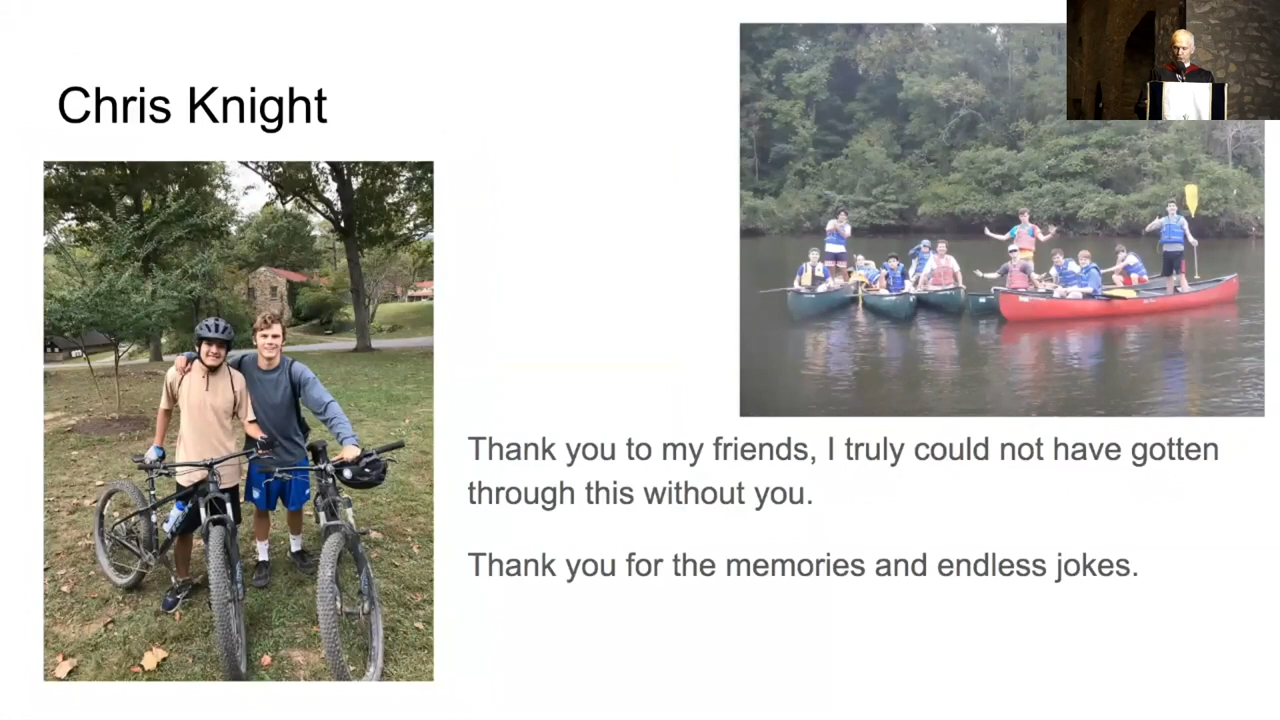 Chris Knight
Thank you to my friends, I truly could not have gotten
through this without you.
Thank you for the memories and endless jokes.